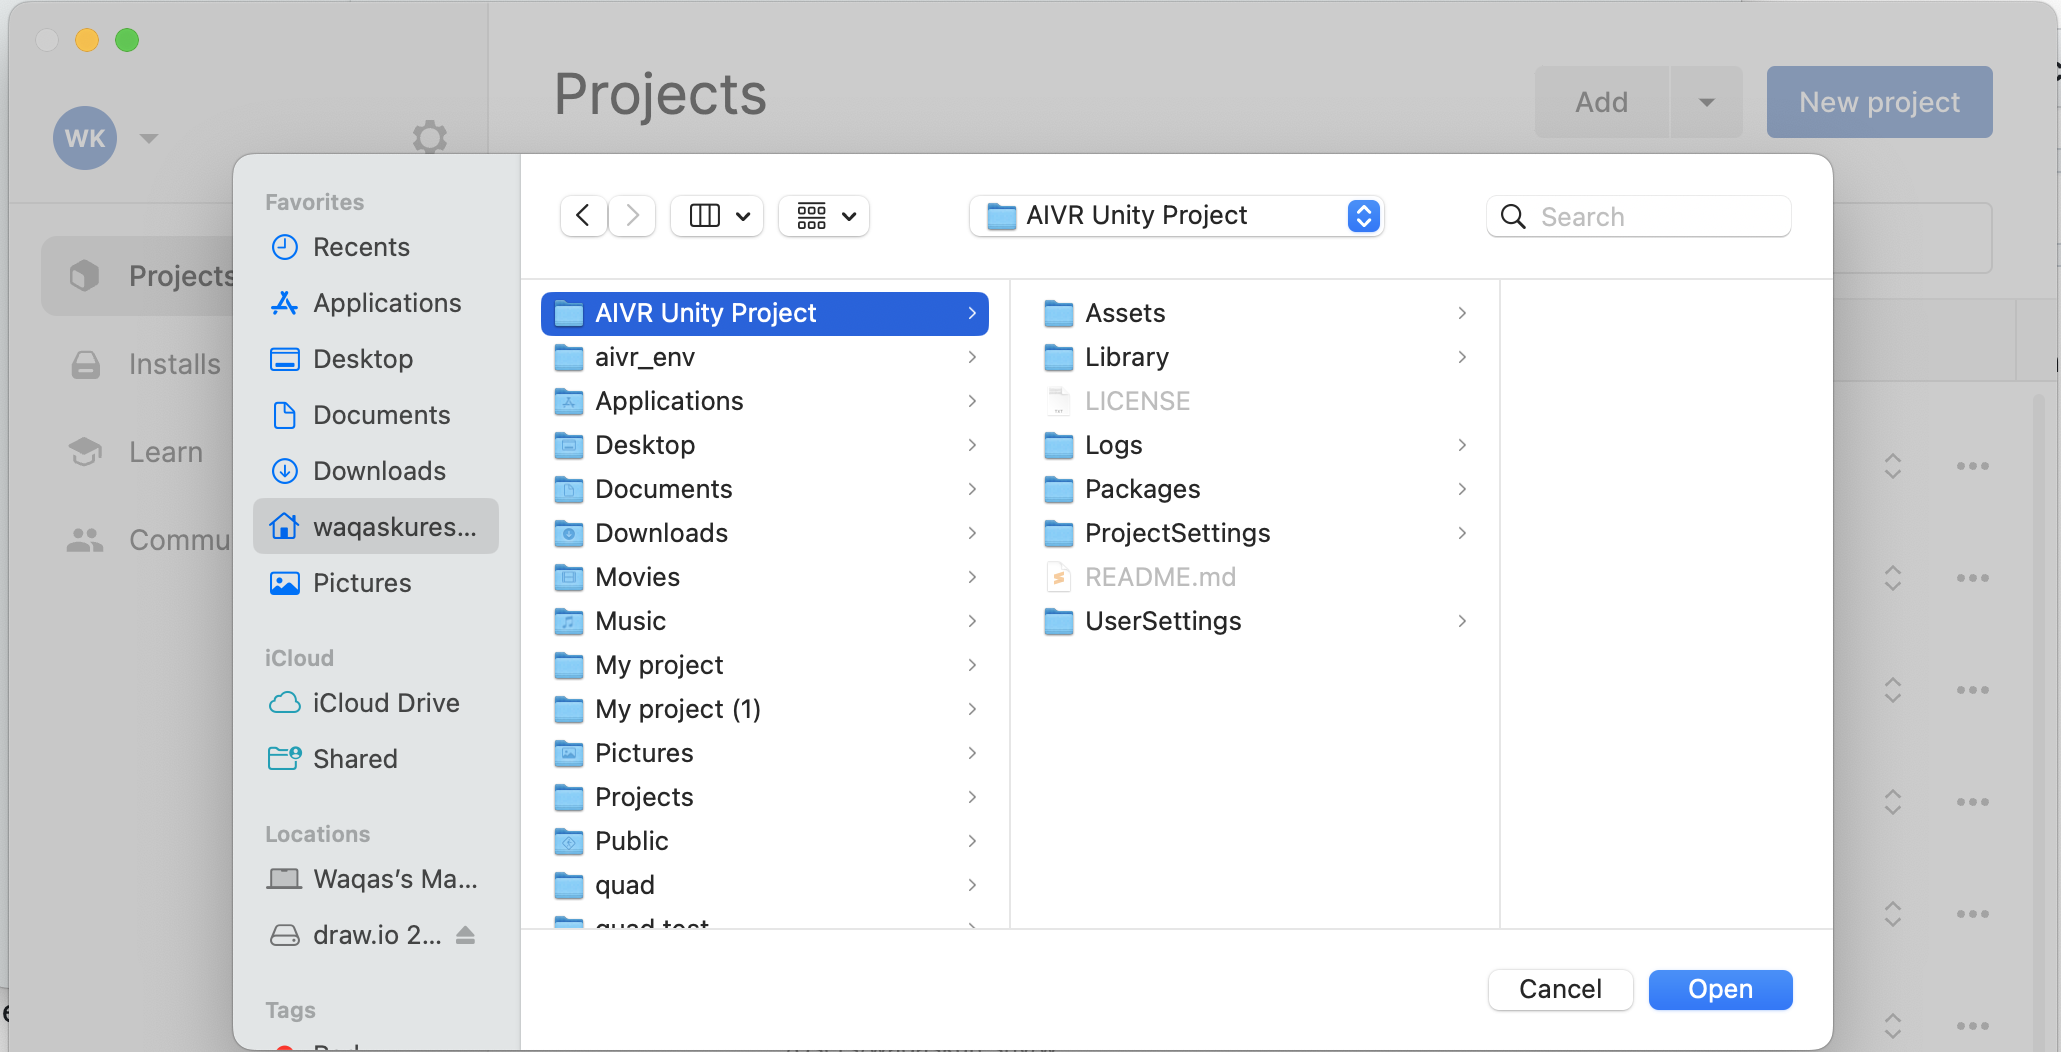 Projects
Add
New project
WK
Projects
Installs
Learn
Commu
Favorites
Recents
Applications
Desktop
Documents
Downloads
waqaskures...
Pictures
iCloud
iCloud Drive
Shared
Locations
Waqas’s Ma...
draw.io 2...
Tags
AIVR Unity Project
Search
AIVR Unity Project
aivr_env
Applications
Desktop
Documents
Downloads
Movies
Music
My project
My project (1)
Pictures
Projects
Public
quad
quad test
Assets
Library
LICENSE
Logs
Packages
ProjectSettings
README.md
UserSettings
Cancel
Open